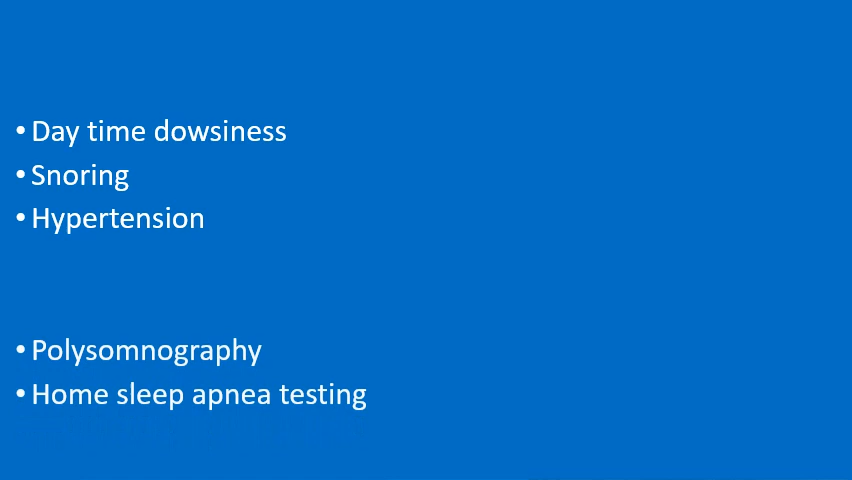 • Day time dowsiness
• Snoring
• Hypertension
• Polysomnography
• Home sleep apnea testing